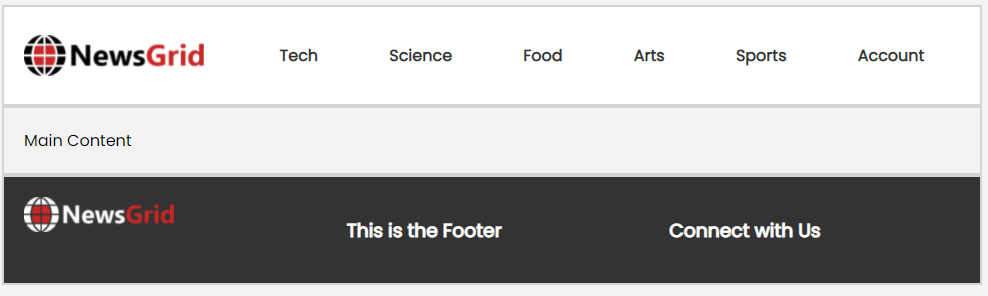 NewsGrid Tech Science Food Arts Sports Account
Main Content
NewsGrid
This is the Footer Connect with Us